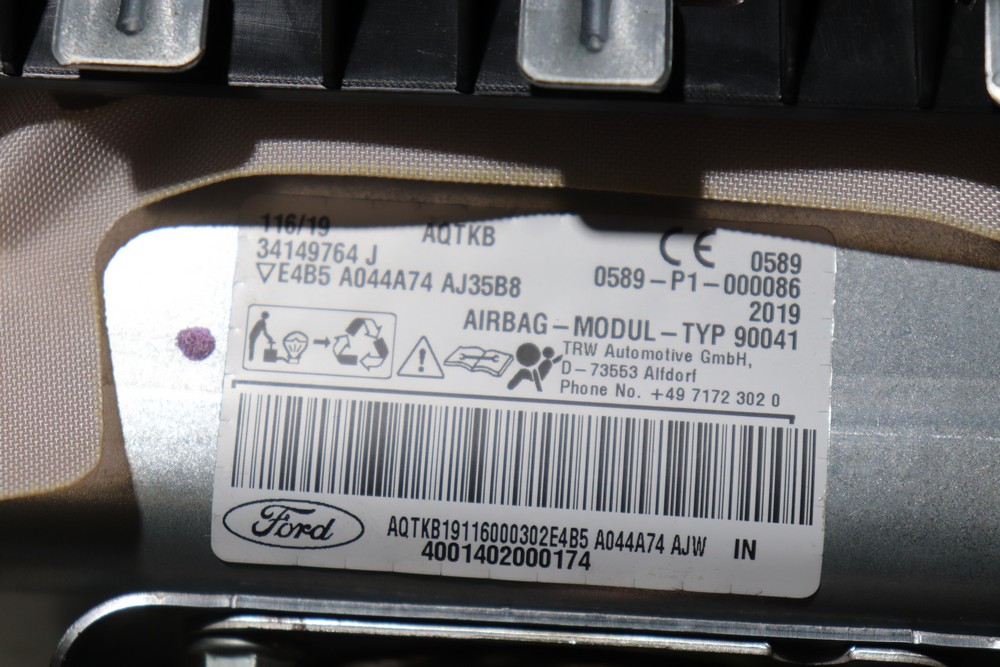 116/19 AQTKB
34149764 J
▽E4B5 A044A74 AJ35B8
CE 0589
0589-P1-000086
2019
AIRBAG-MODUL-TYP 90041
TRW Automotive GmbH,
D-73553 Alfdorf
Phone No. +49 7172 302 0
Ford
AQTKB19116000302E4B5 A044A74 AJW IN
4001402000174